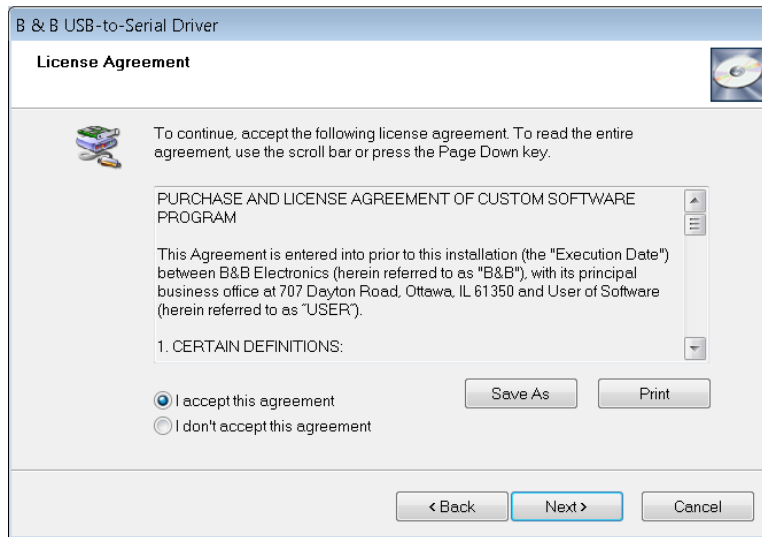 B & B USB-to-Serial Driver
License Agreement
To continue, accept the following license agreement. To read the entire
agreement, use the scroll bar or press the Page Down key.
PURCHASE AND LICENSE AGREEMENT OF CUSTOM SOFTWARE
PROGRAM
This Agreement is entered into prior to this installation (the "Execution Date")
between B&B Electronics (herein referred to as "B&B"), with its principal
business office at 707 Dayton Road, Ottawa, IL 61350 and User of Software
(herein referred to as ˝USER˝).
1. CERTAIN DEFINITIONS:
I accept this agreement
Save As
Print
I don't accept this agreement
< Back
Next >
Cancel